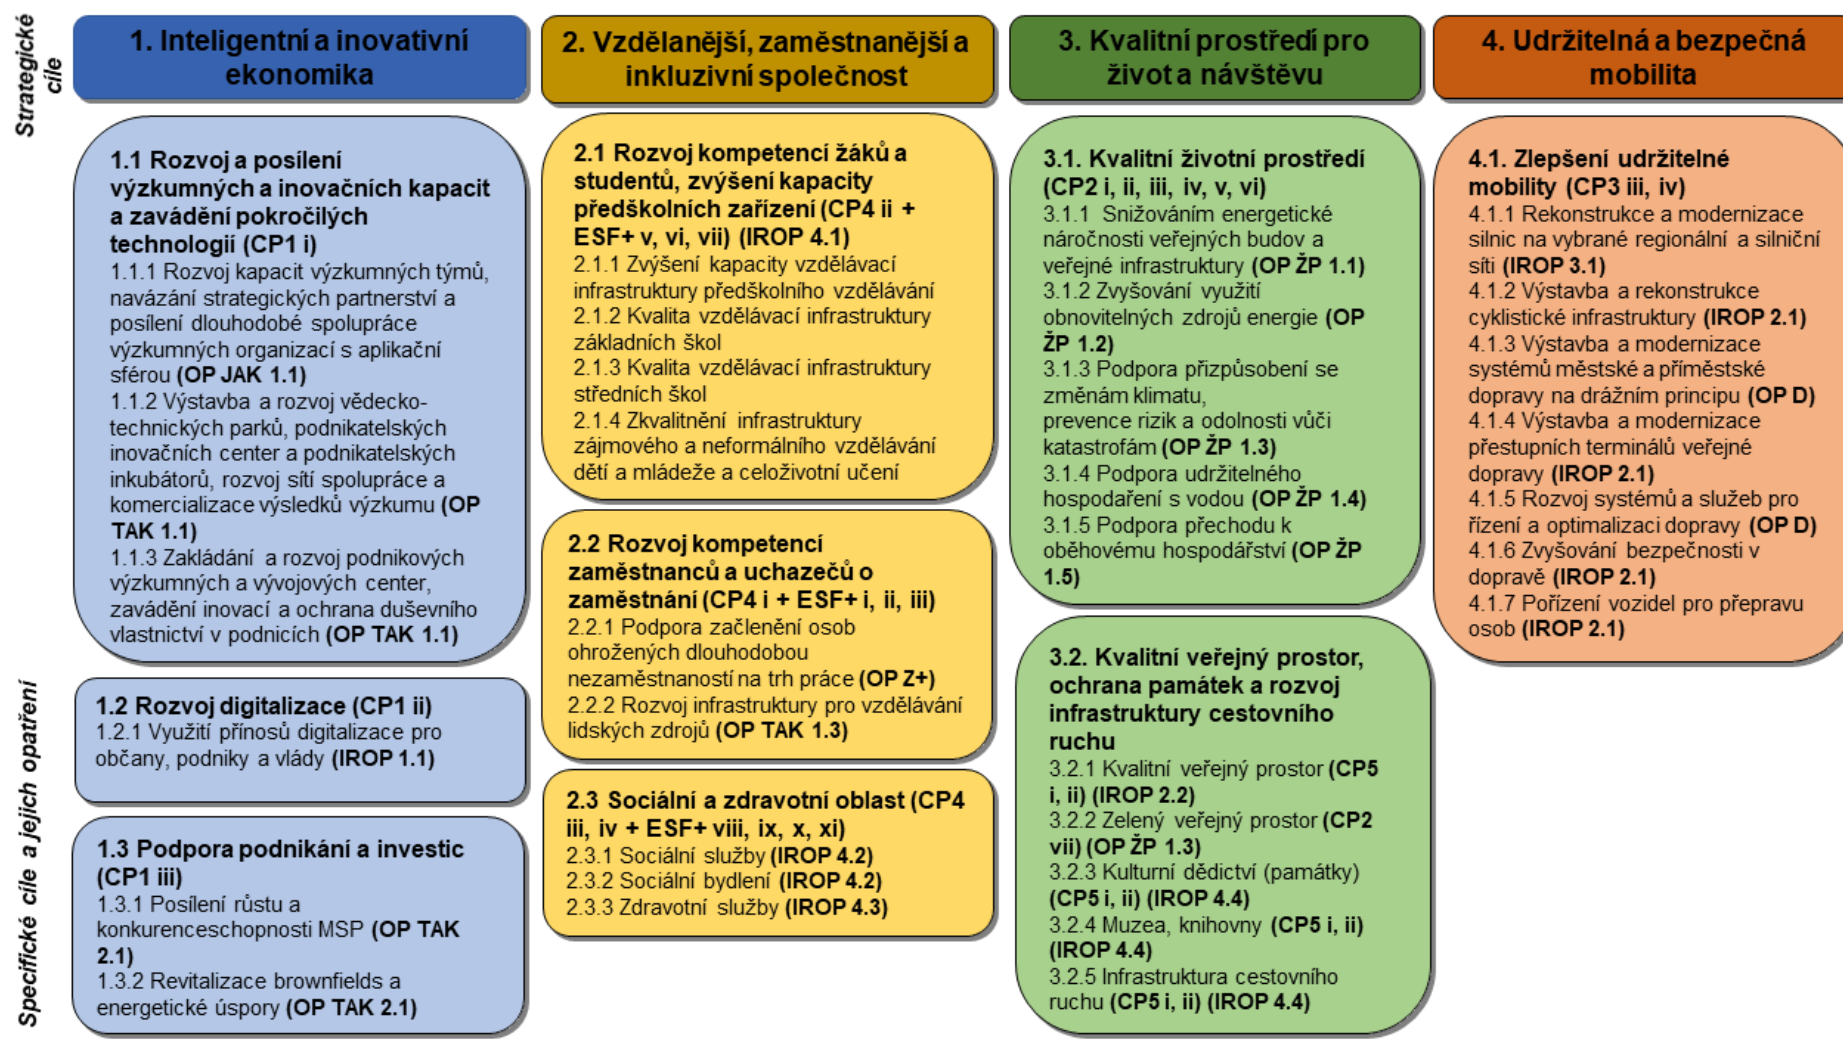 Strategické
cíle
1. Inteligentní a inovativní
ekonomika
2. Vzdělanější, zaměstnanější a
inkluzivní společnost
3. Kvalitní prostředí pro
život a návštěvu
4. Udržitelná a bezpečná
mobilita
Specifické cíle a jejich opatření
1.1 Rozvoj a posílení
výzkumných a inovačních kapacit
a zavádění pokročilých
technologií (CP1 i)
1.1.1 Rozvoj kapacit výzkumných týmů,
navázání strategických partnerství a
posílení dlouhodobé spolupráce
výzkumných organizací s aplikační
sférou (OP JAK 1.1)
1.1.2 Výstavba a rozvoj vědecko-
technických parků, podnikatelských
inovačních center a podnikatelských
inkubátorů, rozvoj sítí spolupráce a
komercializace výsledků výzkumu (OP
TAK 1.1)
1.1.3 Zakládání a rozvoj podnikových
výzkumných a vývojových center,
zavádění inovací a ochrana duševního
vlastnictví v podnicích (OP TAK 1.1)
1.2 Rozvoj digitalizace (CP1 ii)
1.2.1 Využití přínosů digitalizace pro
občany, podniky a vlády (IROP 1.1)
1.3 Podpora podnikání a investic
(CP1 iii)
1.3.1 Posílení růstu a
konkurenceschopnosti MSP (OP TAK
2.1)
1.3.2 Revitalizace brownfields a
energetické úspory (OP TAK 2.1)
2.1 Rozvoj kompetencí žáků a
studentů, zvýšení kapacity
předškolních zařízení (CP4 ii +
ESF+ v, vi, vii) (IROP 4.1)
2.1.1 Zvýšení kapacity vzdělávací
infrastruktury předškolního vzdělávání
2.1.2 Kvalita vzdělávací infrastruktury
základních škol
2.1.3 Kvalita vzdělávací infrastruktury
středních škol
2.1.4 Zkvalitnění infrastruktury
zájmového a neformálního vzdělávání
dětí a mládeže a celoživotní učení
2.2 Rozvoj kompetencí
zaměstnanců a uchazečů o
zaměstnání (CP4 i + ESF+ i, ii, iii)
2.2.1 Podpora začlenění osob
ohrožených dlouhodobou
nezaměstnaností na trh práce (OP Z+)
2.2.2 Rozvoj infrastruktury pro vzdělávání
lidských zdrojů (OP TAK 1.3)
2.3 Sociální a zdravotní oblast (CP4
iii, iv + ESF+ viii, ix, x, xi)
2.3.1 Sociální služby (IROP 4.2)
2.3.2 Sociální bydlení (IROP 4.2)
2.3.3 Zdravotní služby (IROP 4.3)
3.1. Kvalitní životní prostředí
(CP2 i, ii, iii, iv, v, vi)
3.1.1 Snižováním energetické
náročnosti veřejných budov a
veřejné infrastruktury (OP ŽP 1.1)
3.1.2 Zvyšování využití
obnovitelných zdrojů energie (OP
ŽP 1.2)
3.1.3 Podpora přizpůsobení se
změnám klimatu,
prevence rizik a odolnosti vůči
katastrofám (OP ŽP 1.3)
3.1.4 Podpora udržitelného
hospodaření s vodou (OP ŽP 1.4)
3.1.5 Podpora přechodu k
oběhovému hospodářství (OP ŽP
1.5)
3.2. Kvalitní veřejný prostor,
ochrana památek a rozvoj
infrastruktury cestovního
ruchu
3.2.1 Kvalitní veřejný prostor (CP5
i, ii) (IROP 2.2)
3.2.2 Zelený veřejný prostor (CP2
vii) (OP ŽP 1.3)
3.2.3 Kulturní dědictví (památky)
(CP5 i, ii) (IROP 4.4)
3.2.4 Muzea, knihovny (CP5 i, ii)
(IROP 4.4)
3.2.5 Infrastruktura cestovního
ruchu (CP5 i, ii) (IROP 4.4)
4.1. Zlepšení udržitelné
mobility (CP3 iii, iv)
4.1.1 Rekonstrukce a modernizace
silnic na vybrané regionální a silniční
síti (IROP 3.1)
4.1.2 Výstavba a rekonstrukce
cyklistické infrastruktury (IROP 2.1)
4.1.3 Výstavba a modernizace
systémů městské a příměstské
dopravy na drážním principu (OP D)
4.1.4 Výstavba a modernizace
přestupních terminálů veřejné
dopravy (IROP 2.1)
4.1.5 Rozvoj systémů a služeb pro
řízení a optimalizaci dopravy (OP D)
4.1.6 Zvyšování bezpečnosti v
dopravě (IROP 2.1)
4.1.7 Pořízení vozidel pro přepravu
osob (IROP 2.1)